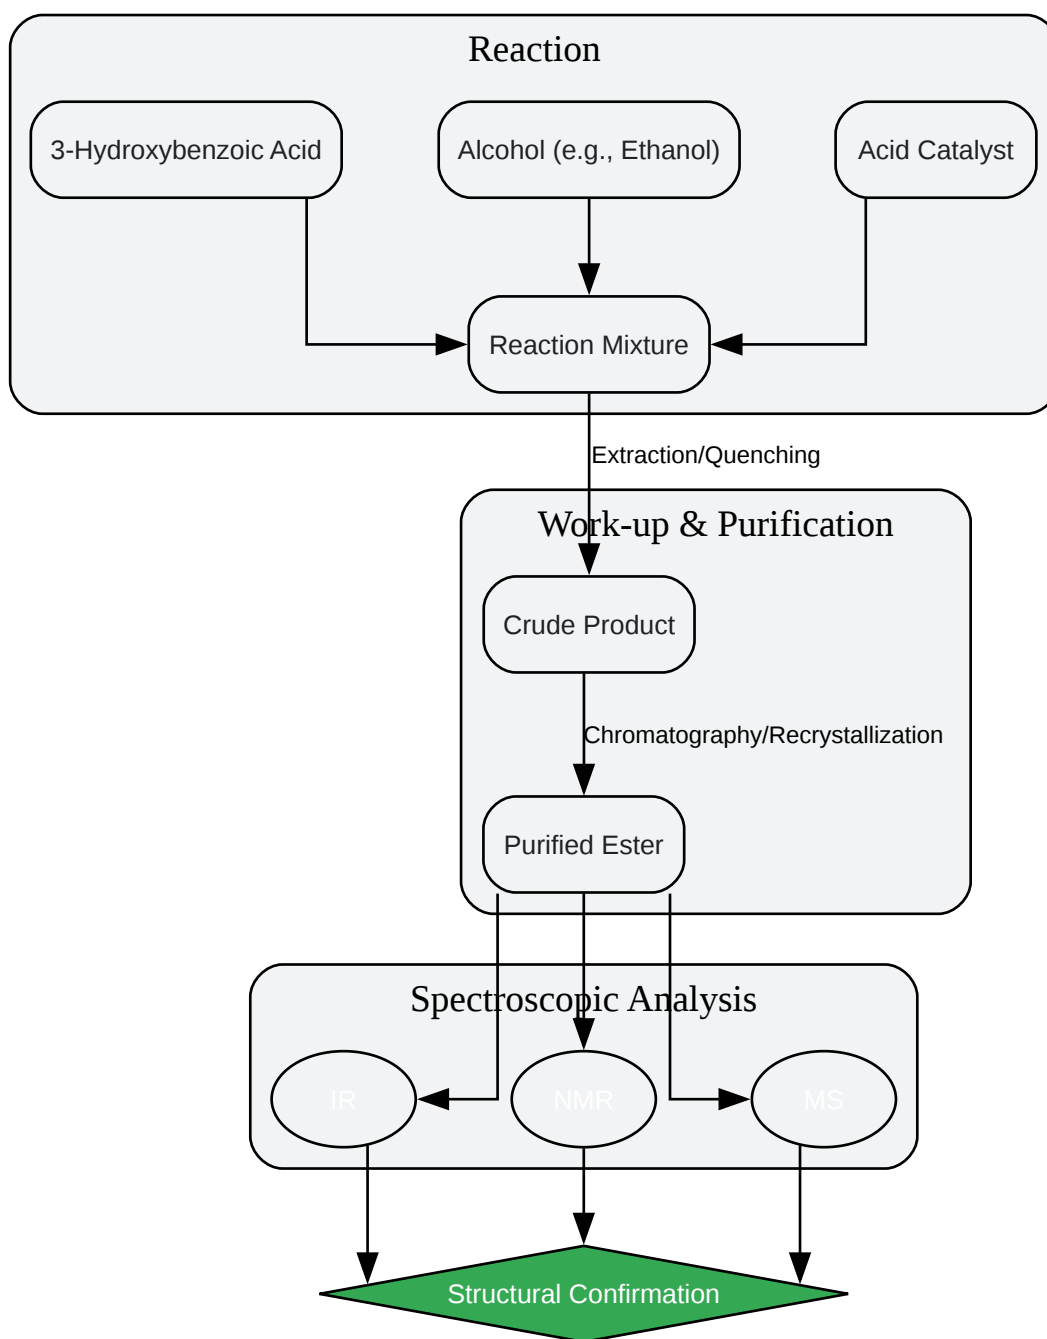 Reaction
3-Hydroxybenzoic Acid
Alcohol (e.g., Ethanol)
Acid Catalyst
Reaction Mixture
Extraction/Quenching
Work-up & Purification
Crude Product
Chromatography/Recrystallization
Purified Ester
Spectroscopic Analysis
IR
NMR
MS
Structural Confirmation